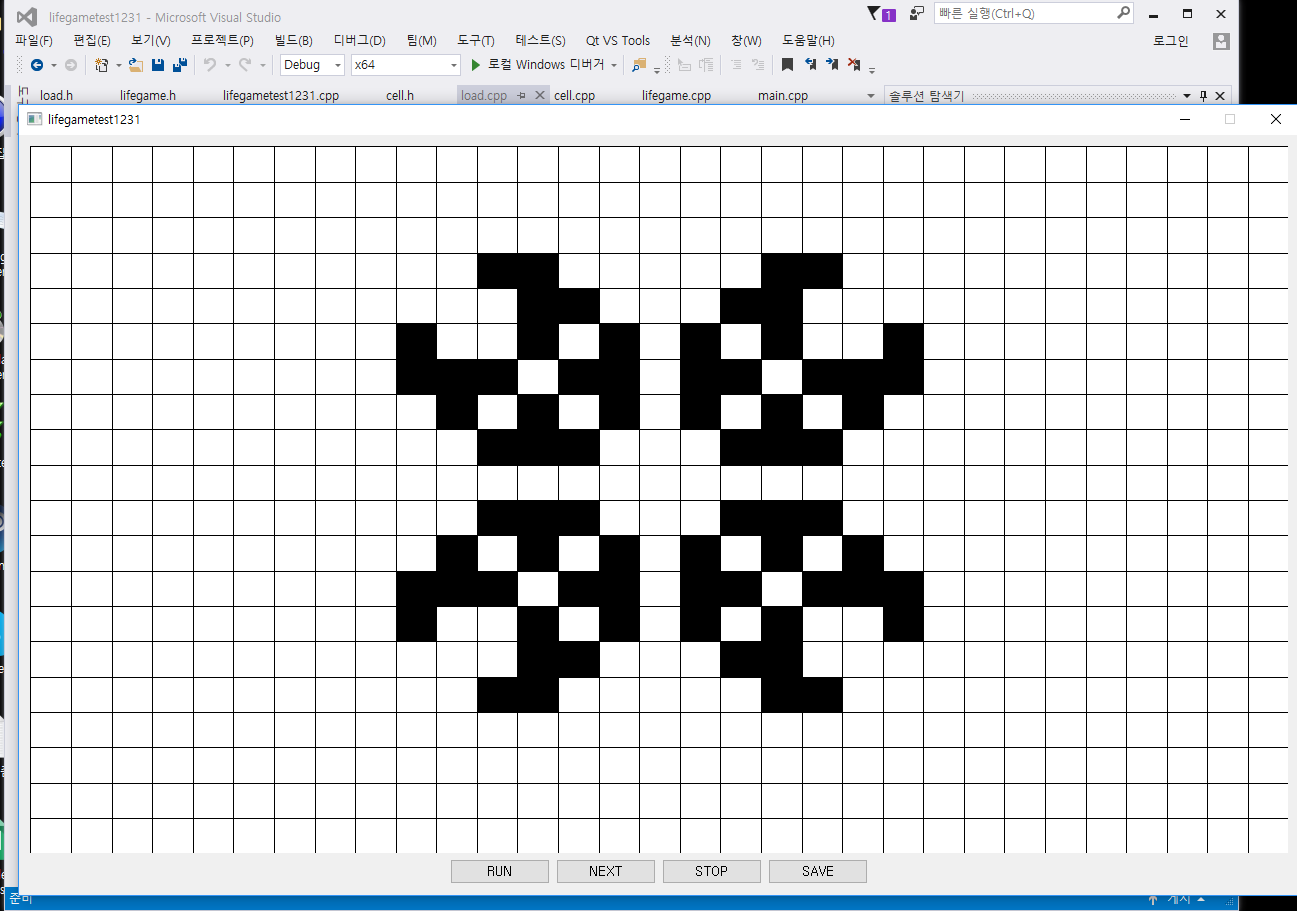 lifegametest1231 - Microsoft Visual Studio
1
빠른 실행(Ctrl+Q)
파일(F) 편집(E) 보기(V) 프로젝트(P) 빌드(B) 디버그(D) 팀(M) 도구(T) 테스트(S) Qt VS Tools 분석(N) 창(W) 도움말(H) 로그인
Debug x64 로컬 Windows 디버거
load.h lifegame.h lifegametest1231.cpp cell.h load.cpp cell.cpp lifegame.cpp main.cpp 솔루션 탐색기
lifegametest1231
RUN NEXT STOP SAVE
준비 게시